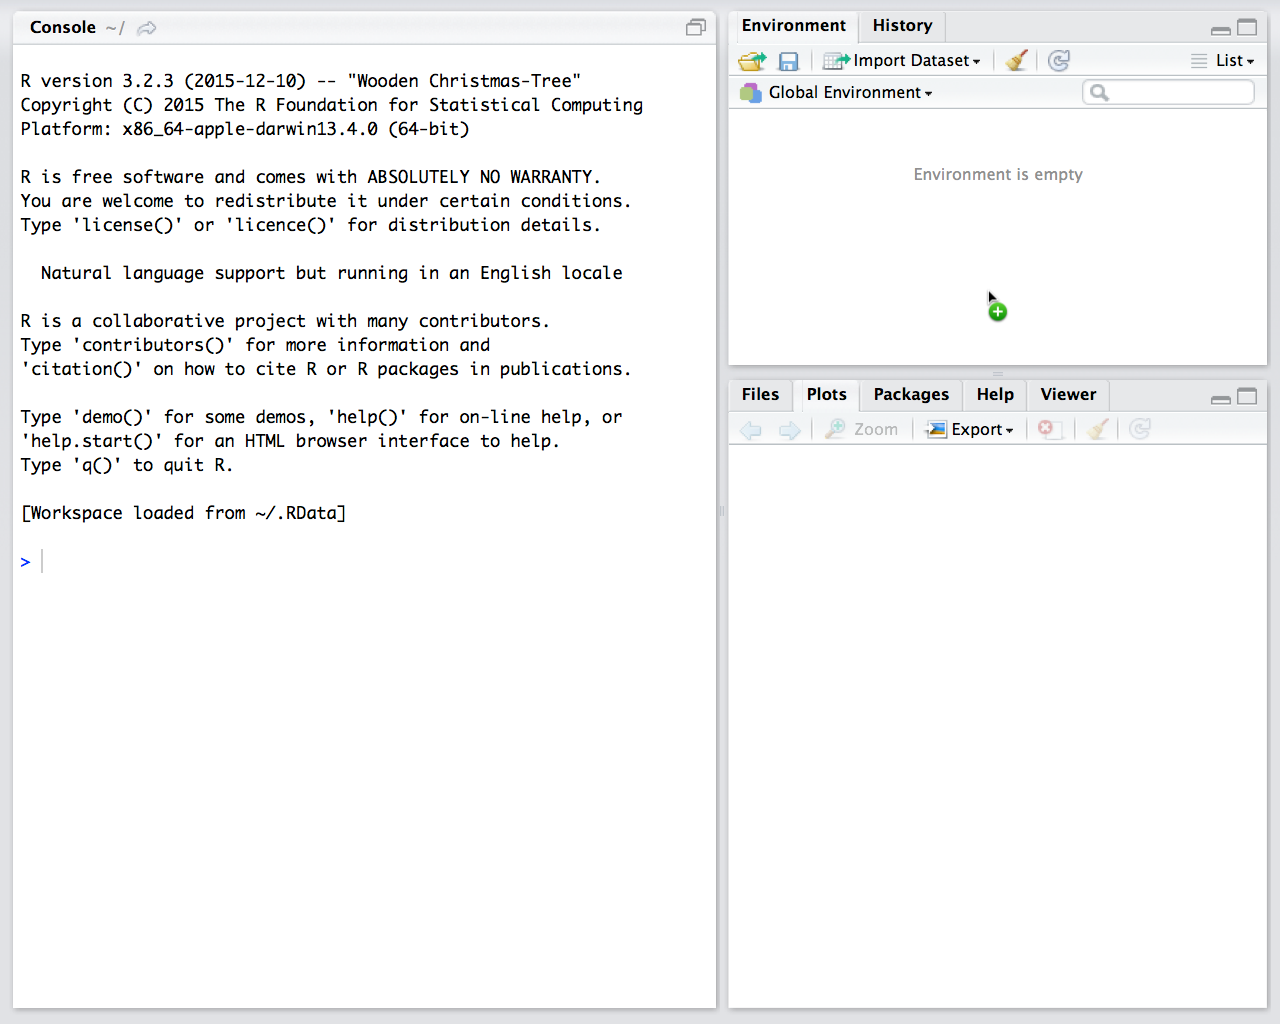 Console ~/
R version 3.2.3 (2015-12-10) -- "Wooden Christmas-Tree"
Copyright (C) 2015 The R Foundation for Statistical Computing
Platform: x86_64-apple-darwin13.4.0 (64-bit)
R is free software and comes with ABSOLUTELY NO WARRANTY.
You are welcome to redistribute it under certain conditions.
Type 'license()' or 'licence()' for distribution details.
Natural language support but running in an English locale
R is a collaborative project with many contributors.
Type 'contributors()' for more information and
'citation()' on how to cite R or R packages in publications.
Type 'demo()' for some demos, 'help()' for on-line help, or
'help.start()' for an HTML browser interface to help.
Type 'q()' to quit R.
[Workspace loaded from ~/.RData]
>
Environment History
Import Dataset List
Global Environment
Environment is empty
Files Plots Packages Help Viewer
Zoom Export